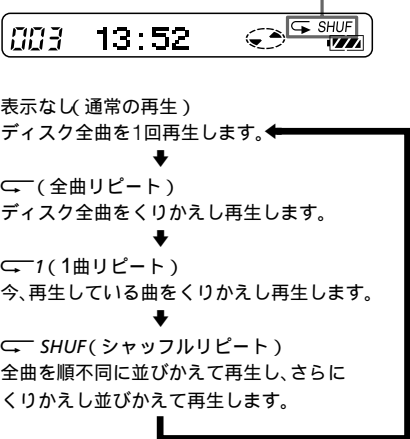 003 13:52 SHUF
表示なし(通常の再生)
ディスク全曲を1回再生します。
(全曲リピート)
ディスク全曲をくりかえし再生します。
1(1曲リピート)
今、再生している曲をくりかえし再生します。
SHUF(シャッフルリピート)
全曲を順不同に並びかえて再生し、さらに
くりかえし並びかえて再生します。